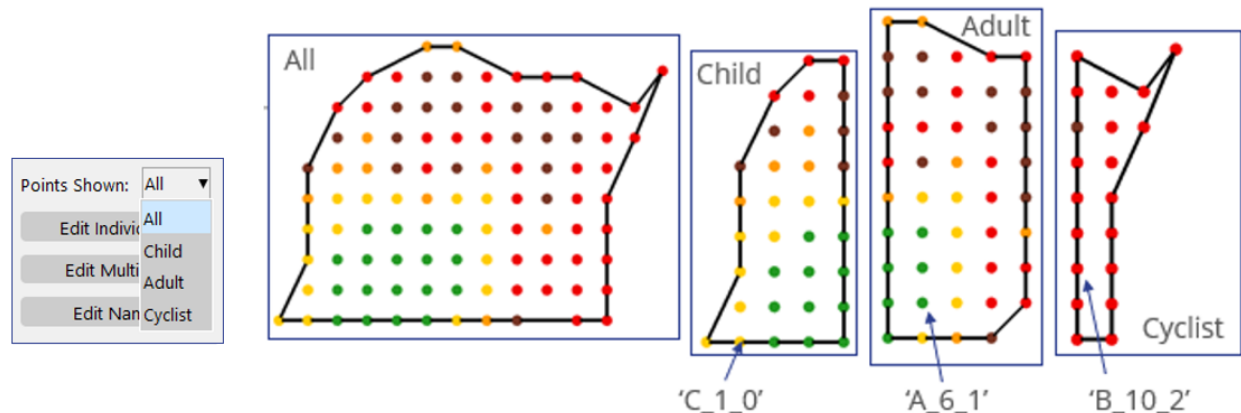 Points Shown: All ▼
All
Edit Indivi
Child
Edit Multi
Adult
Edit Nam
Cyclist
All
Child
Adult
Cyclist
'C_1_0'
'A_6_1'
'B_10_2'